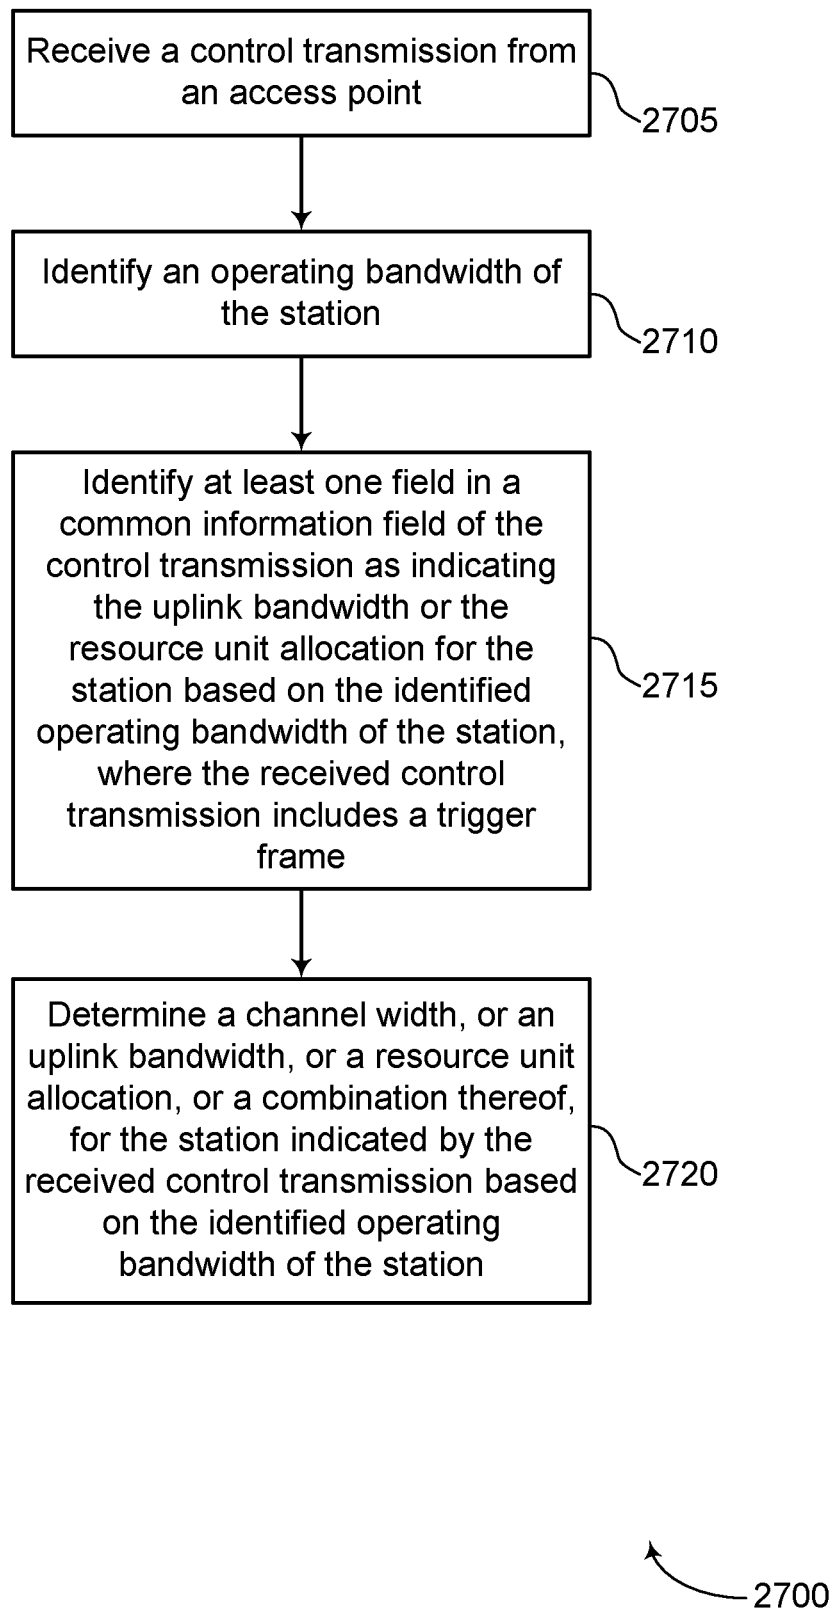 Receive a control transmission from
an access point
2705
Identify an operating bandwidth of
the station
2710
Identify at least one field in a
common information field of the
control transmission as indicating
the uplink bandwidth or the
resource unit allocation for the
station based on the identified
operating bandwidth of the station,
where the received control
transmission includes a trigger
frame
2715
Determine a channel width, or an
uplink bandwidth, or a resource unit
allocation, or a combination thereof,
for the station indicated by the
received control transmission based
on the identified operating
bandwidth of the station
2720
2700